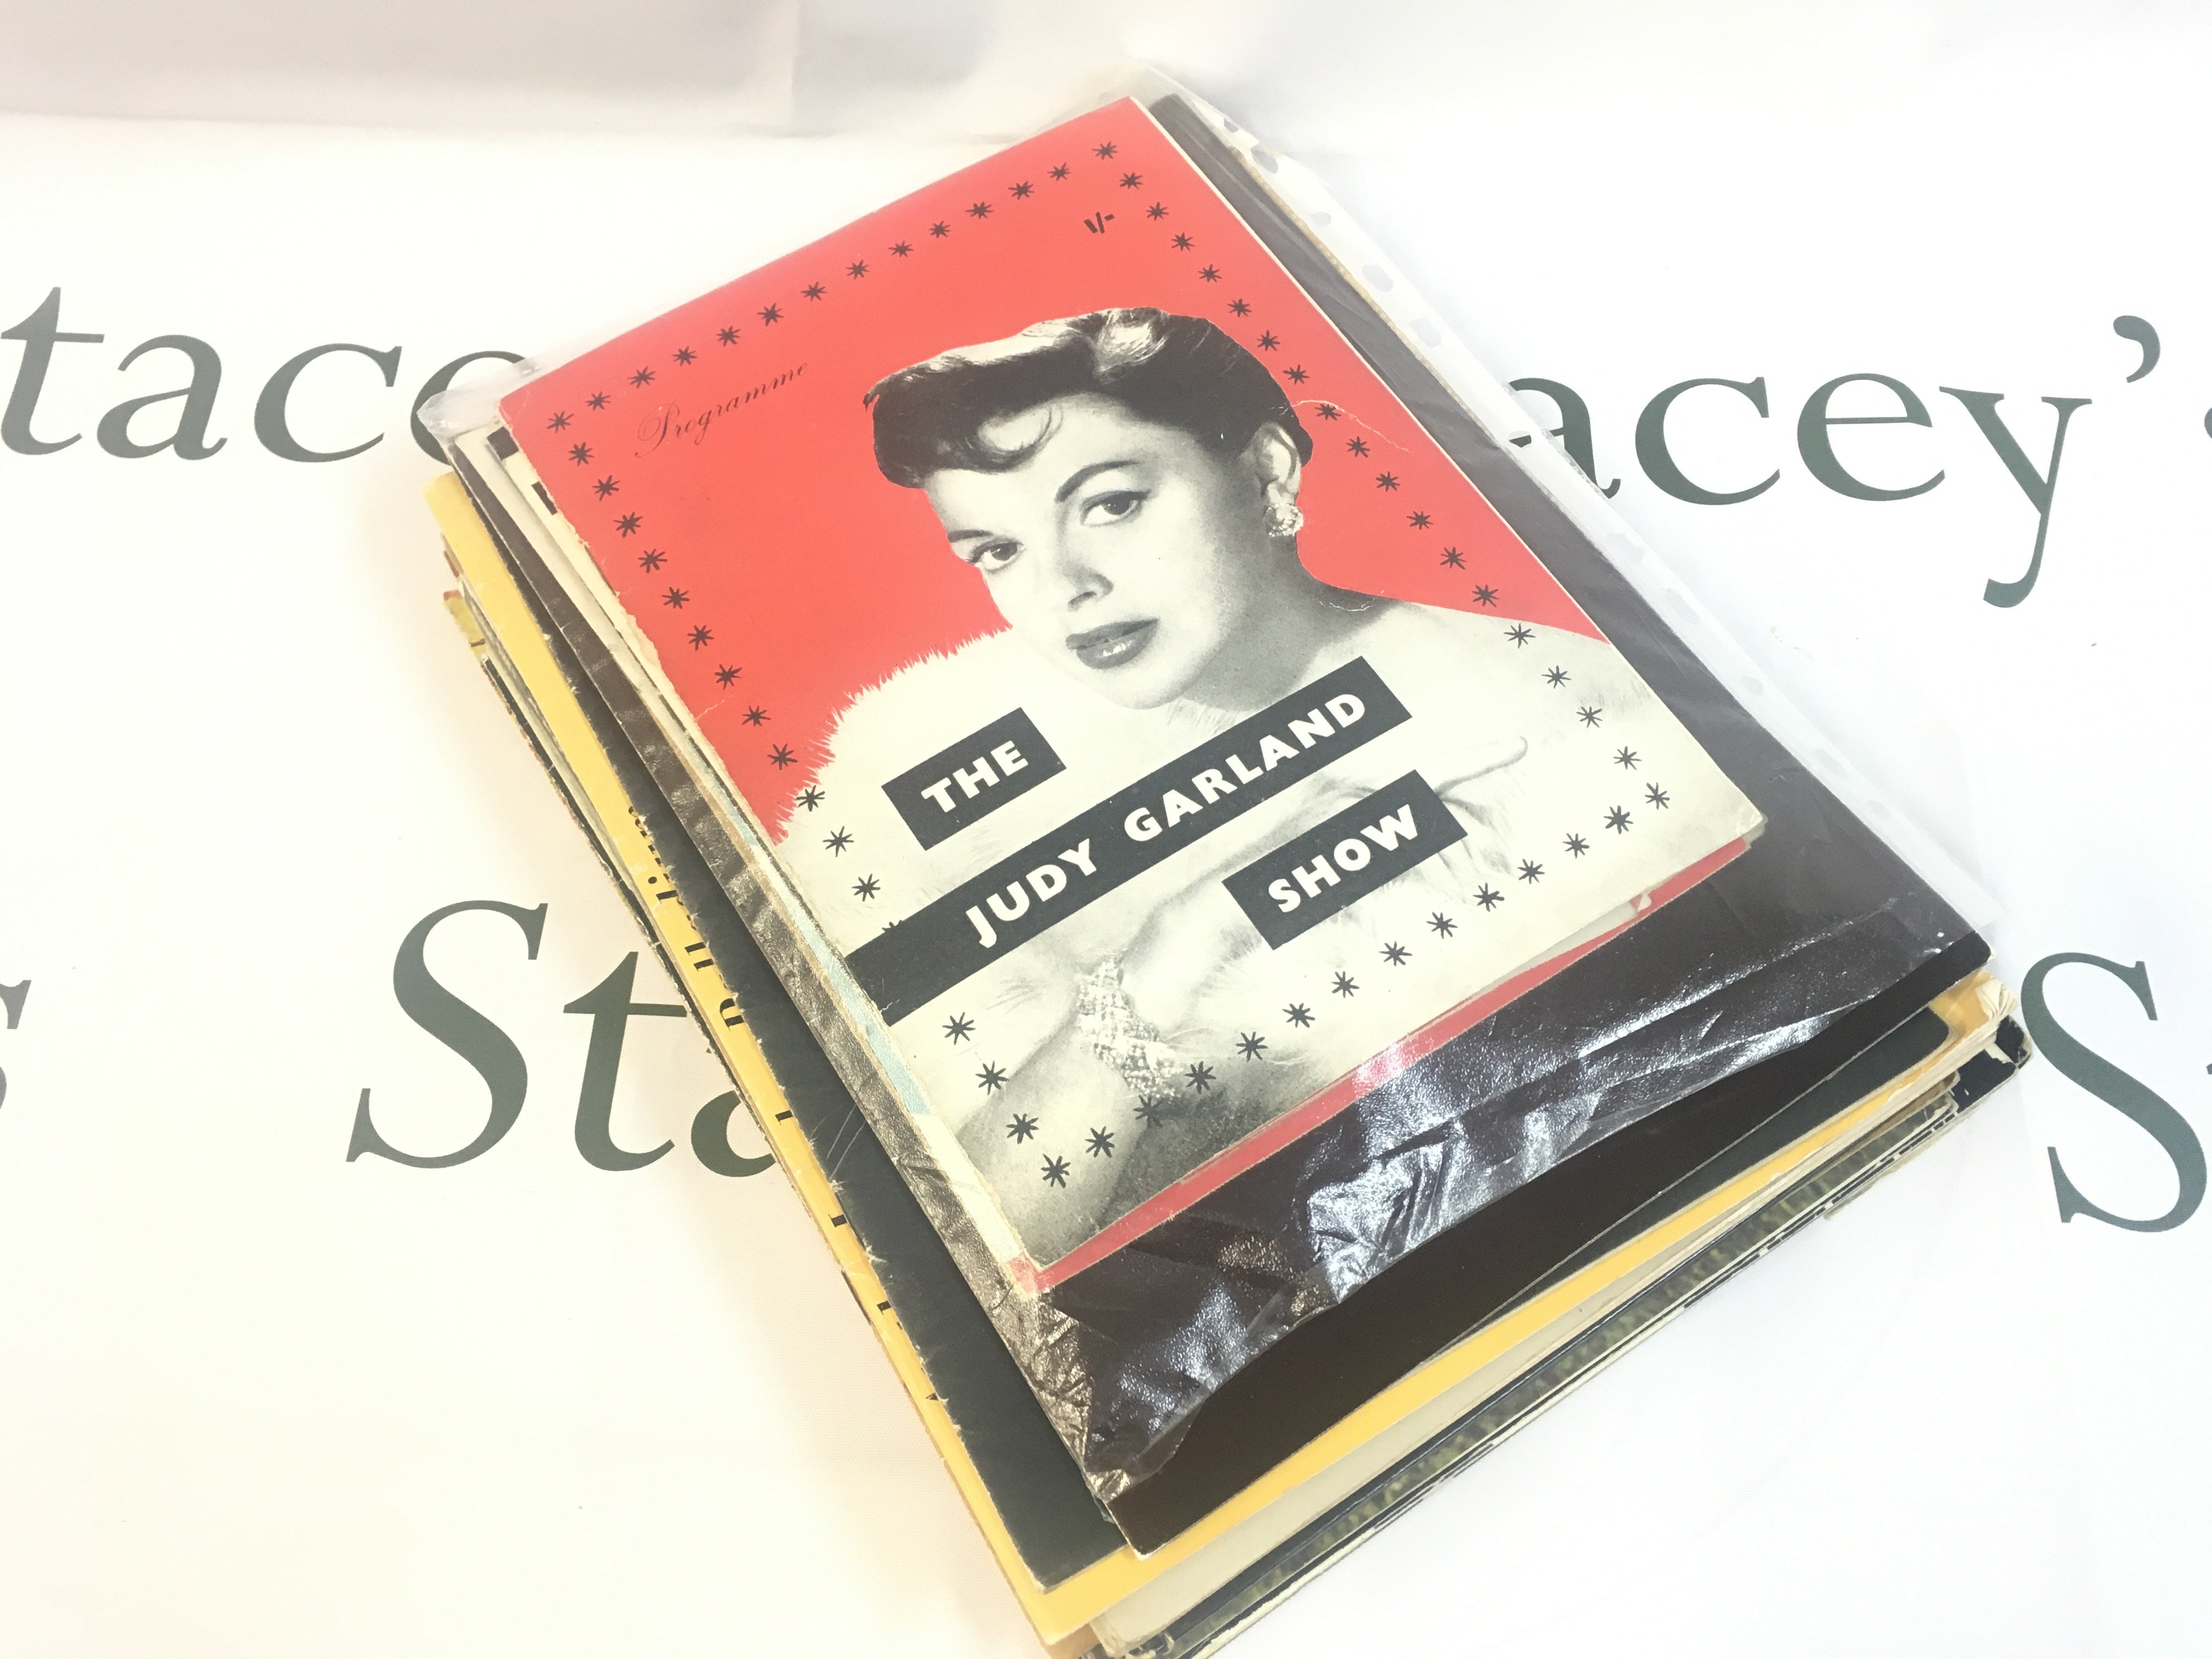 1/-
Programme
THE
JUDY GARLAND
SHOW
tace
acey's
Sta
S
s